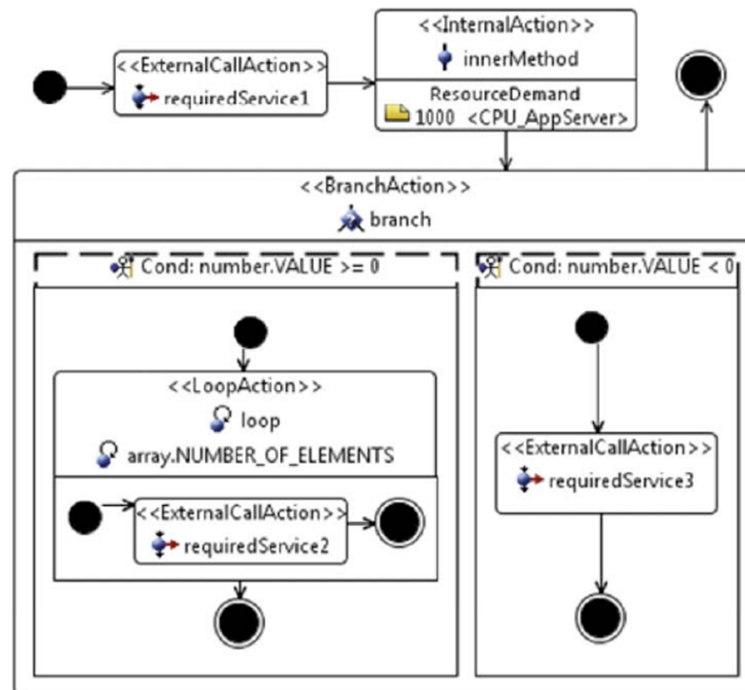 <<ExternalCallAction>>
requiredService1
<<InternalAction>>
innerMethod
ResourceDemand
1000 <CPU_AppServer>
<<BranchAction>>
branch
Cond: number.VALUE >= 0
<<LoopAction>>
loop
array.NUMBER_OF_ELEMENTS
<<ExternalCallAction>>
requiredService2
Cond: number.VALUE < 0
<<ExternalCallAction>>
requiredService3